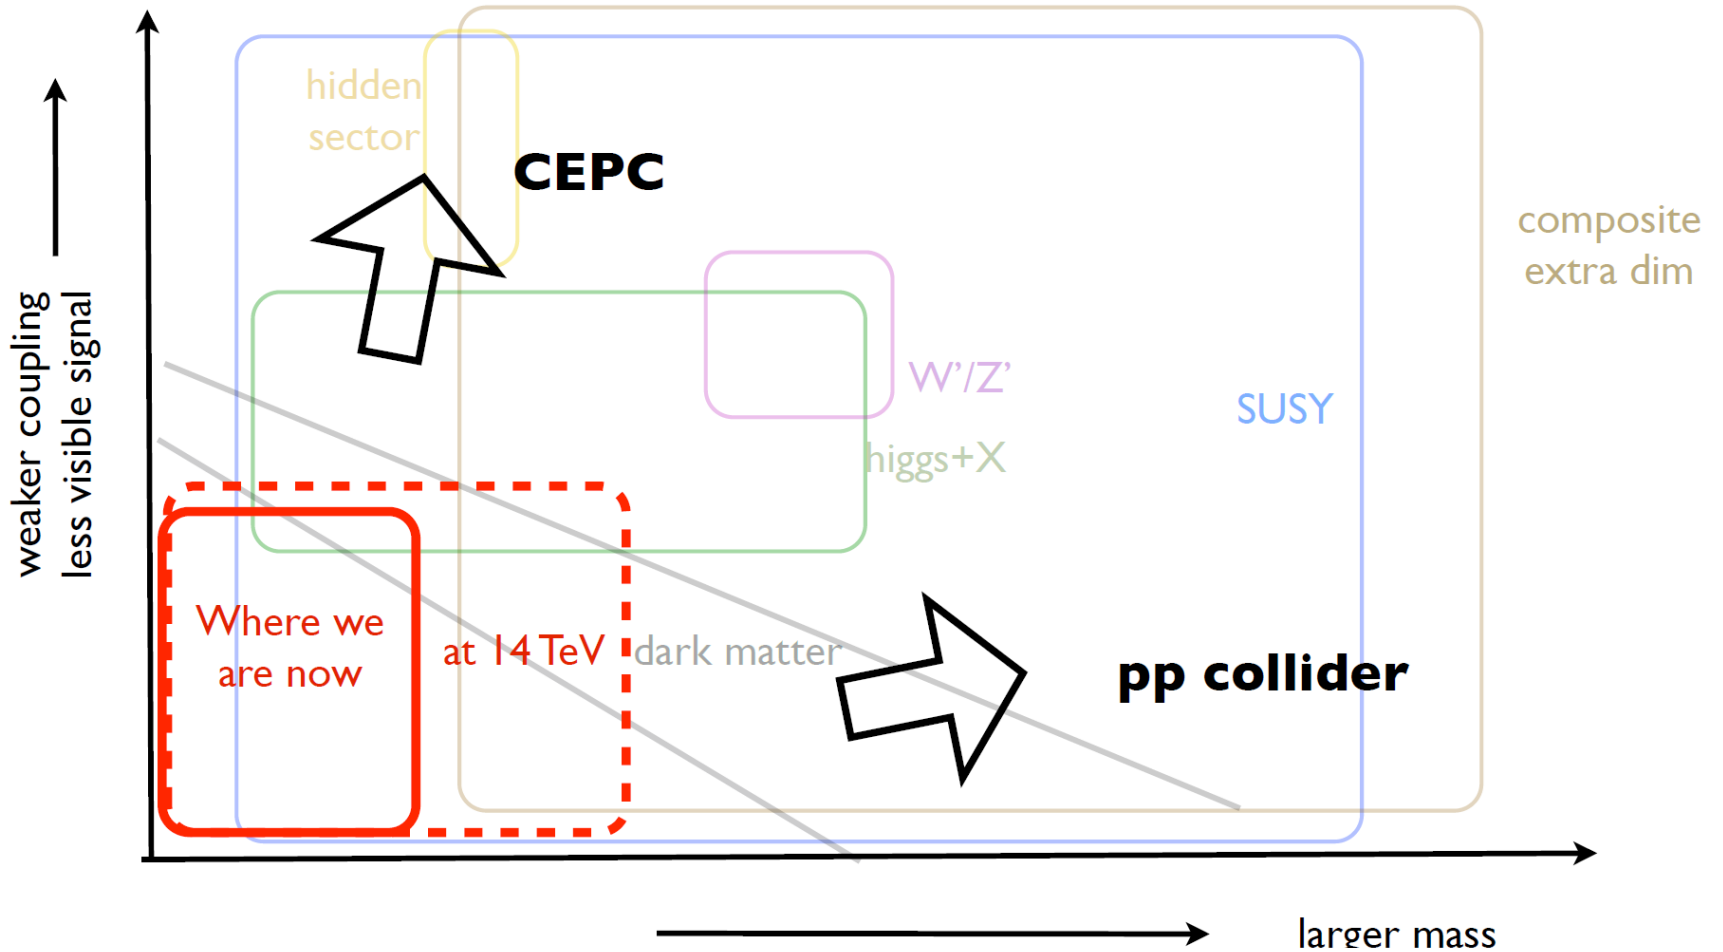 hidden
sector
CEPC
composite
extra dim
weaker coupling
less visible signal
W'/Z'
SUSY
higgs+X
Where we
are now
at 14 TeV
dark matter
pp collider
larger mass